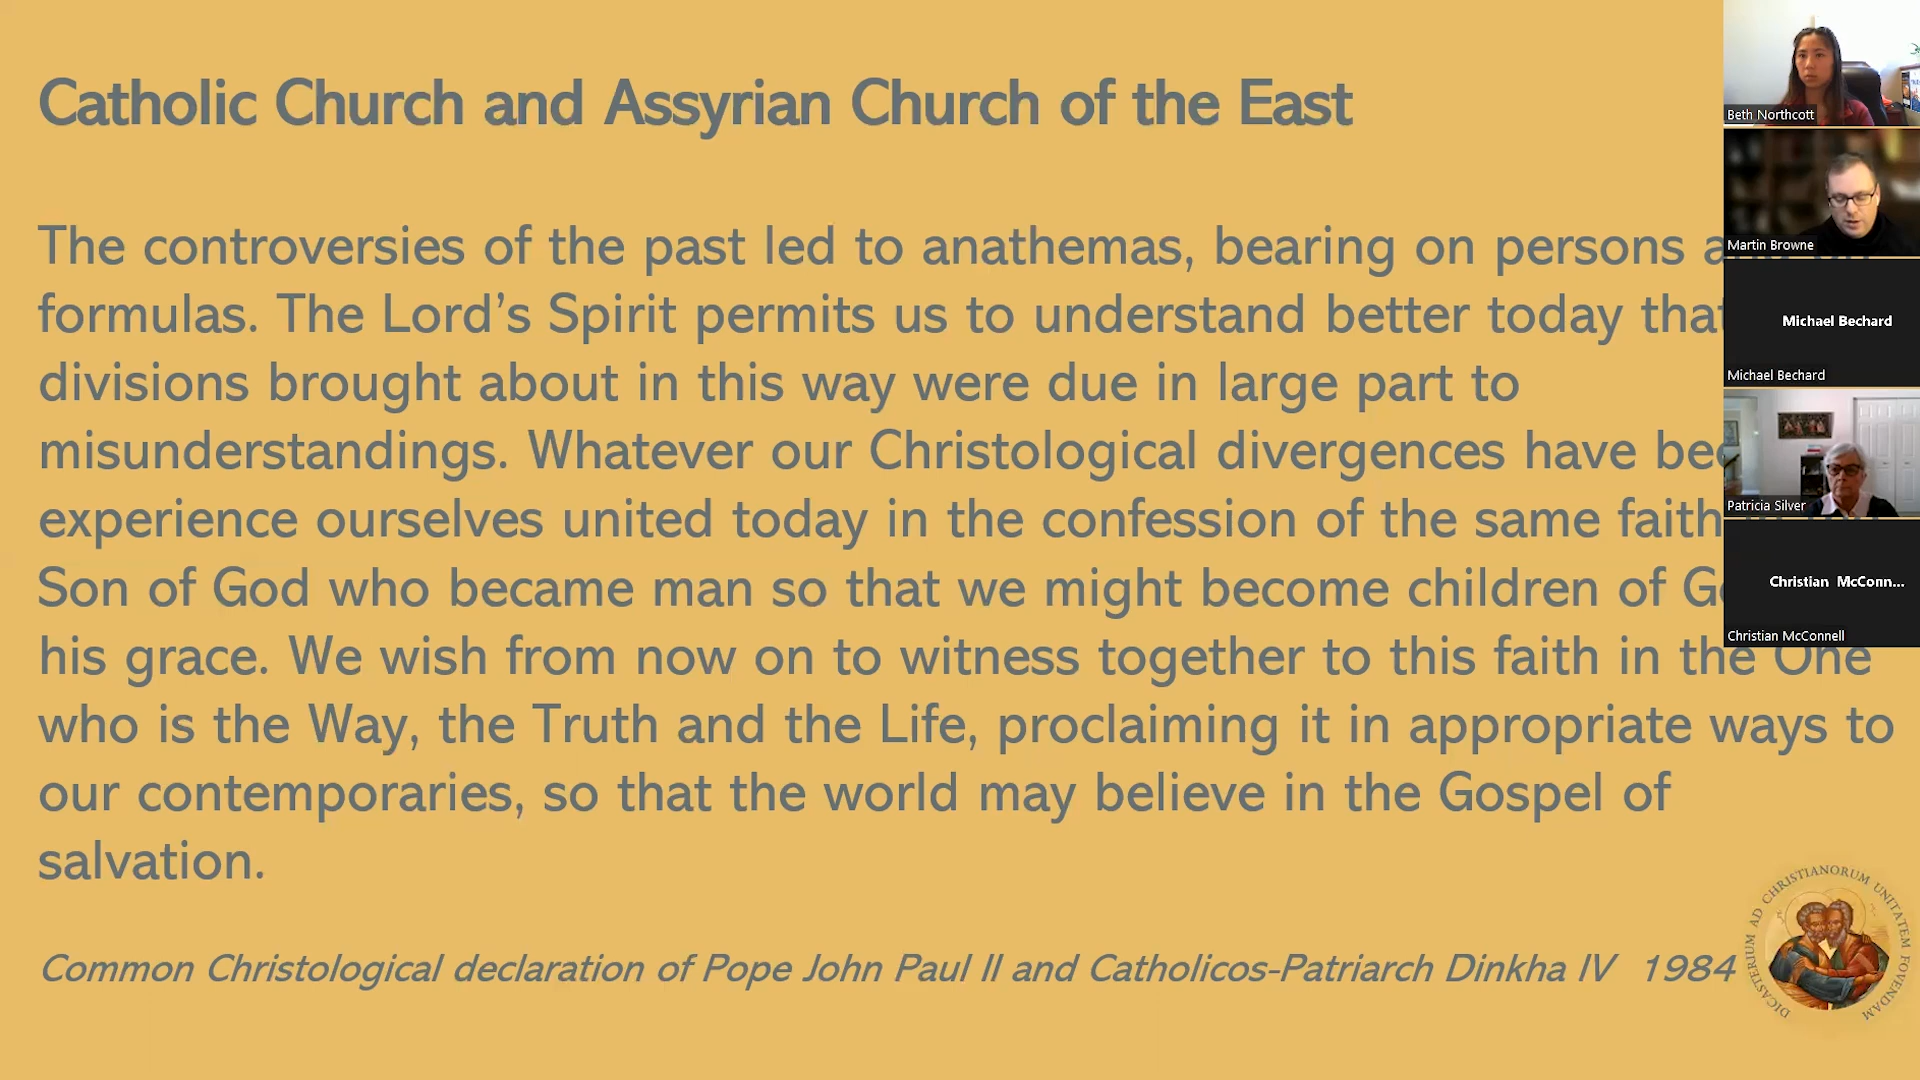 Catholic Church and Assyrian Church of the East
The controversies of the past led to anathemas, bearing on persons
formulas. The Lord's Spirit permits us to understand better today that
divisions brought about in this way were due in large part to
misunderstandings. Whatever our Christological divergences have
experience ourselves united today in the confession of the same faith
Son of God who became man so that we might become children of
his grace. We wish from now on to witness together to this faith in the One
who is the Way, the Truth and the Life, proclaiming it in appropriate ways to
our contemporaries, so that the world may believe in the Gospel of
salvation.
Common Christological declaration of Pope John Paul II and Catholicos-Patriarch Dinkha IV 1984
DICASTERIUM AD CHRISTIANORUM UNITATEM FOVENDAM
Beth Northcott
Martin Browne
Michael Bechard
Michael Bechard
Patricia Silver
Christian McConn...
Christian McConnell